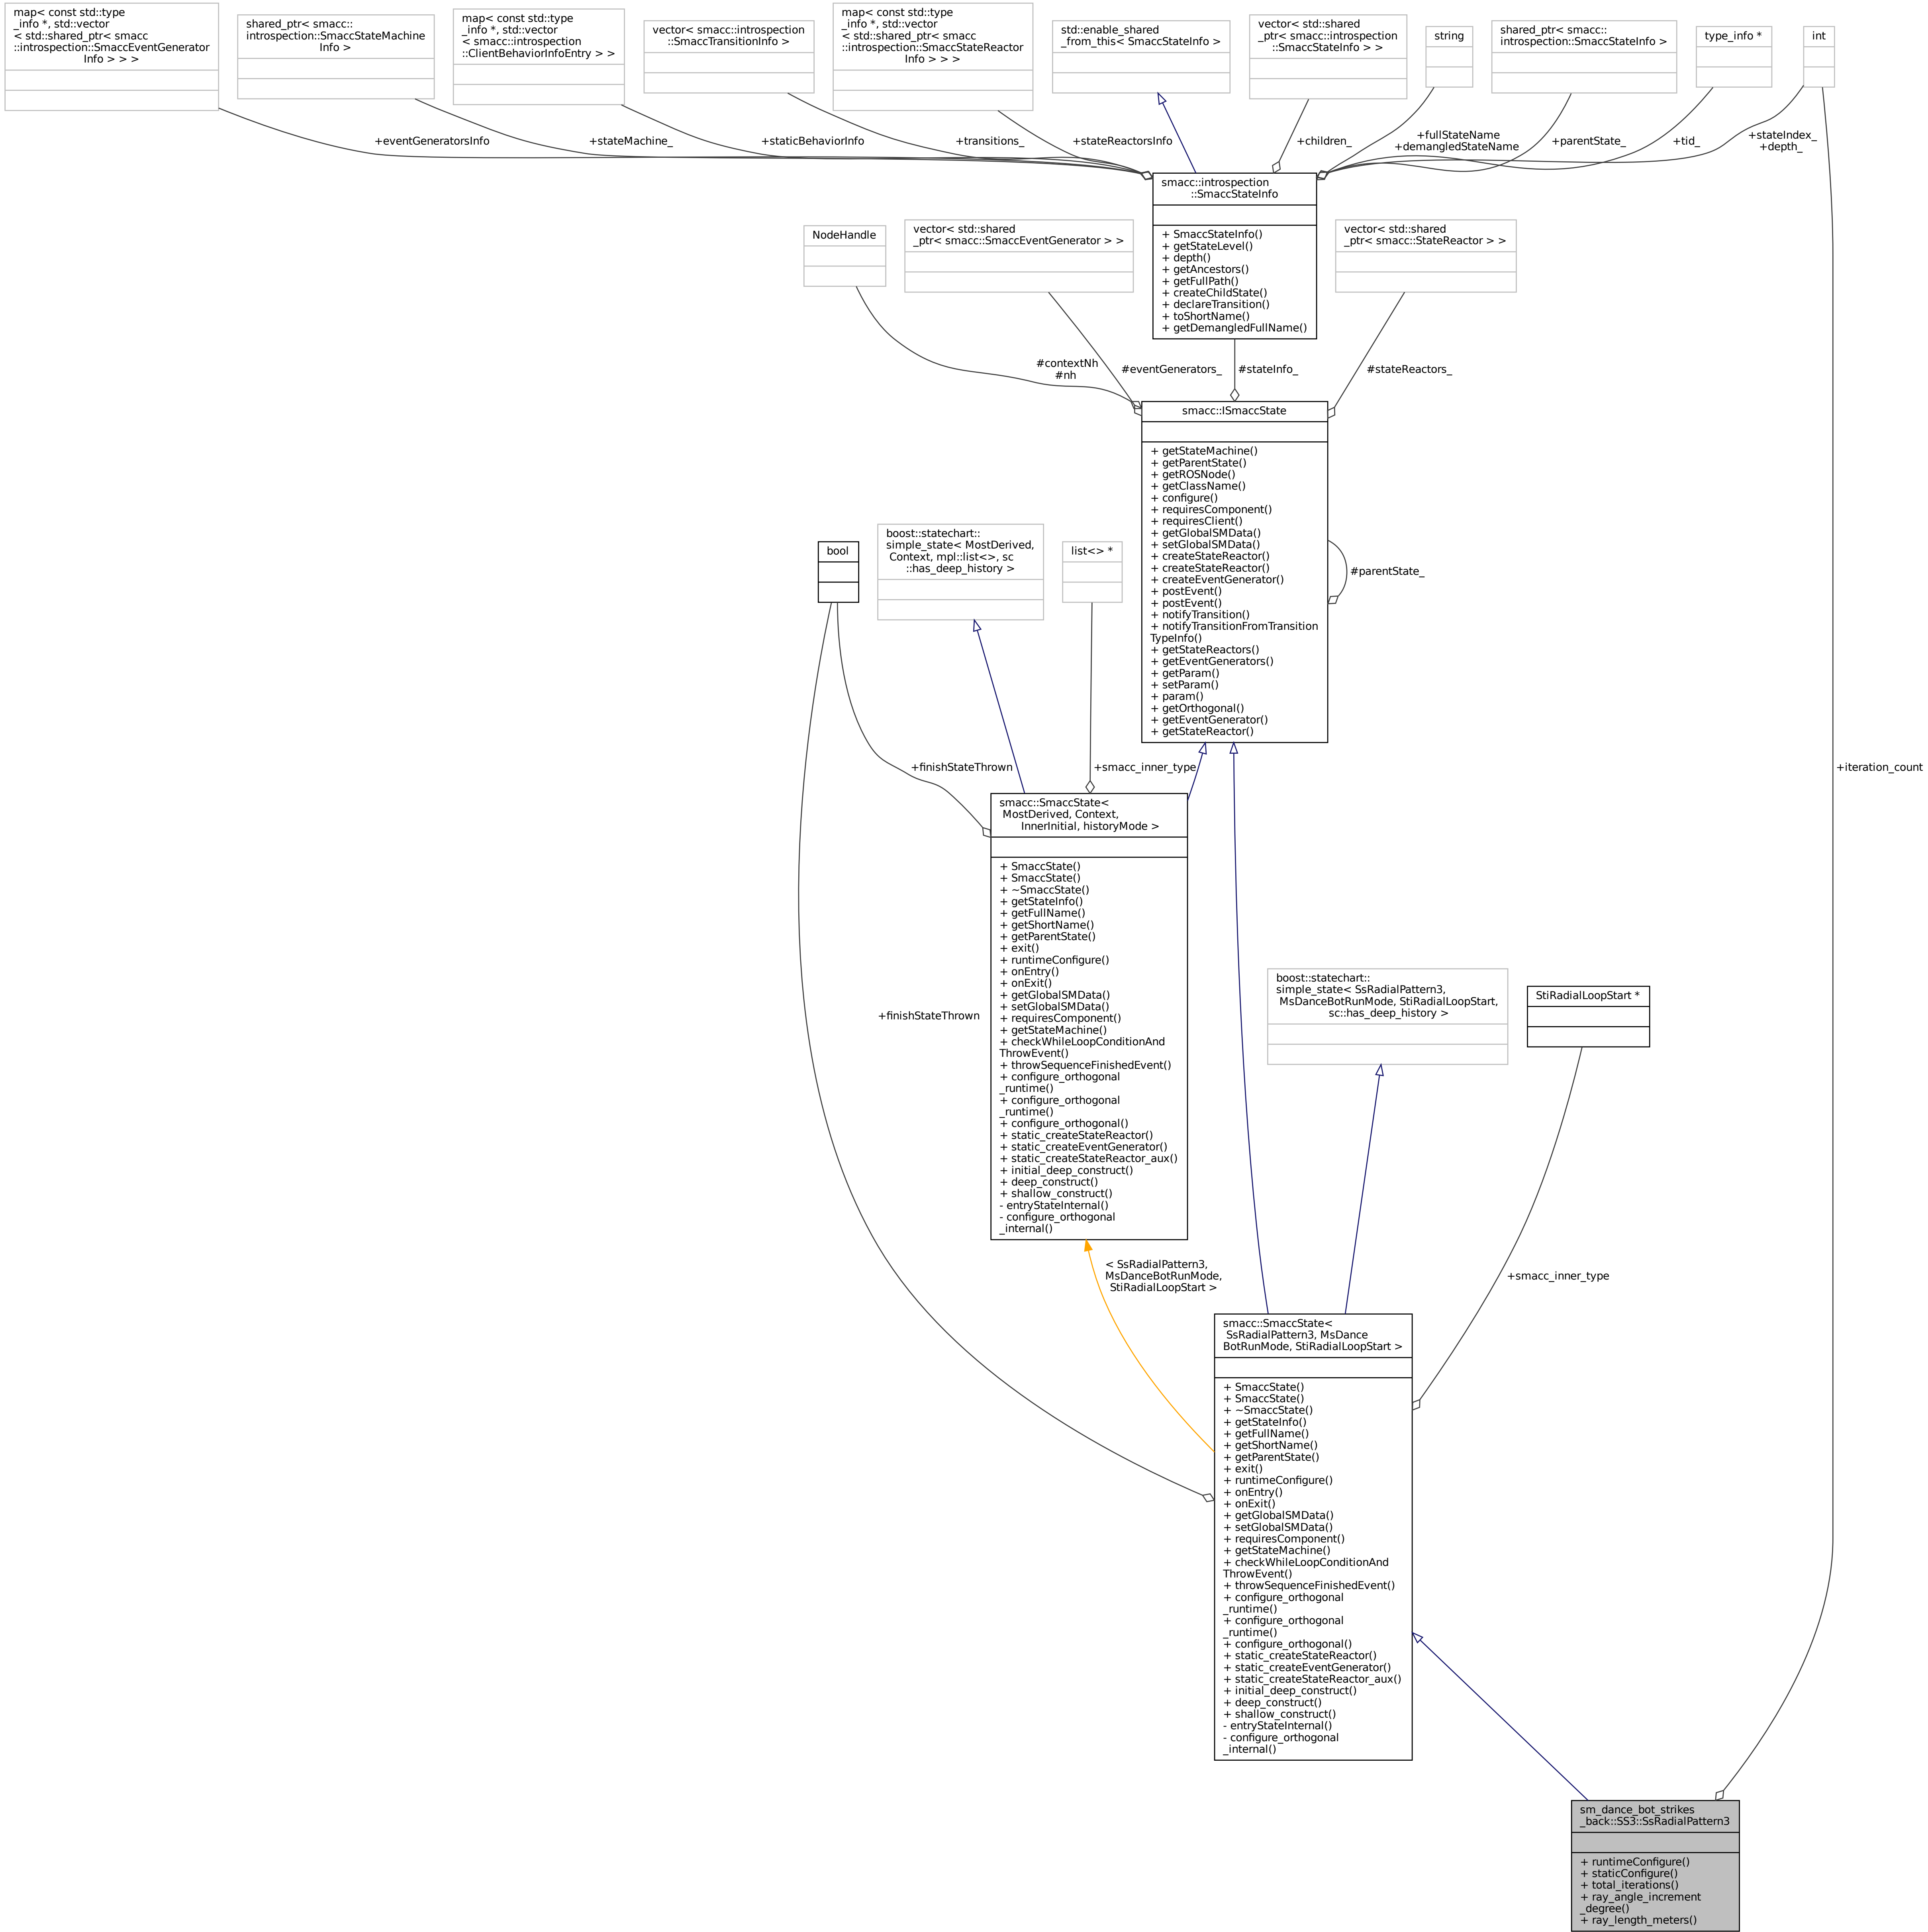 map< const std::type
_info *, std::vector
< std::shared_ptr< smacc
::introspection::SmaccEventGenerator
Info > > >
shared_ptr< smacc::
introspection::SmaccStateMachine
Info >
map< const std::type
_info *, std::vector
< smacc::introspection
::ClientBehaviorInfoEntry > >
vector< smacc::introspection
::SmaccTransitionInfo >
map< const std::type
_info *, std::vector
< std::shared_ptr< smacc
::introspection::SmaccStateReactor
Info > > >
std::enable_shared
_from_this< SmaccStateInfo >
vector< std::shared
_ptr< smacc::introspection
::SmaccStateInfo > >
string
shared_ptr< smacc::
introspection::SmaccStateInfo >
type_info *
int
+eventGeneratorsInfo
+stateMachine_
+staticBehaviorInfo
+transitions_
+stateReactorsInfo
+children_
+fullStateName
+demangledStateName
+parentState_
+tid_
+stateIndex_
+depth_
smacc::introspection
::SmaccStateInfo
+ SmaccStateInfo()
+ getStateLevel()
+ depth()
+ getAncestors()
+ getFullPath()
+ createChildState()
+ declareTransition()
+ toShortName()
+ getDemangledFullName()
NodeHandle
vector< std::shared
_ptr< smacc::SmaccEventGenerator > >
vector< std::shared
_ptr< smacc::StateReactor > >
#contextNh
#nh
#eventGenerators_
#stateInfo_
#stateReactors_
smacc::ISmaccState
+ getStateMachine()
+ getParentState()
+ getROSNode()
+ getClassName()
+ configure()
+ requiresComponent()
+ requiresClient()
+ getGlobalSMData()
+ setGlobalSMData()
+ createStateReactor()
+ createStateReactor()
+ createEventGenerator()
+ postEvent()
+ postEvent()
+ notifyTransition()
+ notifyTransitionFromTransition
TypeInfo()
+ getStateReactors()
+ getEventGenerators()
+ getParam()
+ setParam()
+ param()
+ getOrthogonal()
+ getEventGenerator()
+ getStateReactor()
#parentState_
bool
boost::statechart::
simple_state< MostDerived,
Context, mpl::list<>, sc
::has_deep_history >
list<> *
+finishStateThrown
+smacc_inner_type
+iteration_count
smacc::SmaccState<
MostDerived, Context,
InnerInitial, historyMode >
+ SmaccState()
+ SmaccState()
+ ~SmaccState()
+ getStateInfo()
+ getFullName()
+ getShortName()
+ getParentState()
+ exit()
+ runtimeConfigure()
+ onEntry()
+ onExit()
+ getGlobalSMData()
+ setGlobalSMData()
+ requiresComponent()
+ getStateMachine()
+ checkWhileLoopConditionAnd
ThrowEvent()
+ throwSequenceFinishedEvent()
+ configure_orthogonal
_runtime()
+ configure_orthogonal
_runtime()
+ configure_orthogonal()
+ static_createStateReactor()
+ static_createEventGenerator()
+ static_createStateReactor_aux()
+ initial_deep_construct()
+ deep_construct()
+ shallow_construct()
- entryStateInternal()
- configure_orthogonal
_internal()
+finishStateThrown
boost::statechart::
simple_state< SsRadialPattern3,
MsDanceBotRunMode, StiRadialLoopStart,
sc::has_deep_history >
StiRadialLoopStart *
< SsRadialPattern3,
MsDanceBotRunMode,
StiRadialLoopStart >
+smacc_inner_type
smacc::SmaccState<
SsRadialPattern3, MsDance
BotRunMode, StiRadialLoopStart >
+ SmaccState()
+ SmaccState()
+ ~SmaccState()
+ getStateInfo()
+ getFullName()
+ getShortName()
+ getParentState()
+ exit()
+ runtimeConfigure()
+ onEntry()
+ onExit()
+ getGlobalSMData()
+ setGlobalSMData()
+ requiresComponent()
+ getStateMachine()
+ checkWhileLoopConditionAnd
ThrowEvent()
+ throwSequenceFinishedEvent()
+ configure_orthogonal
_runtime()
+ configure_orthogonal
_runtime()
+ configure_orthogonal()
+ static_createStateReactor()
+ static_createEventGenerator()
+ static_createStateReactor_aux()
+ initial_deep_construct()
+ deep_construct()
+ shallow_construct()
- entryStateInternal()
- configure_orthogonal
_internal()
sm_dance_bot_strikes
_back::SS3::SsRadialPattern3
+ runtimeConfigure()
+ staticConfigure()
+ total_iterations()
+ ray_angle_increment
_degree()
+ ray_length_meters()